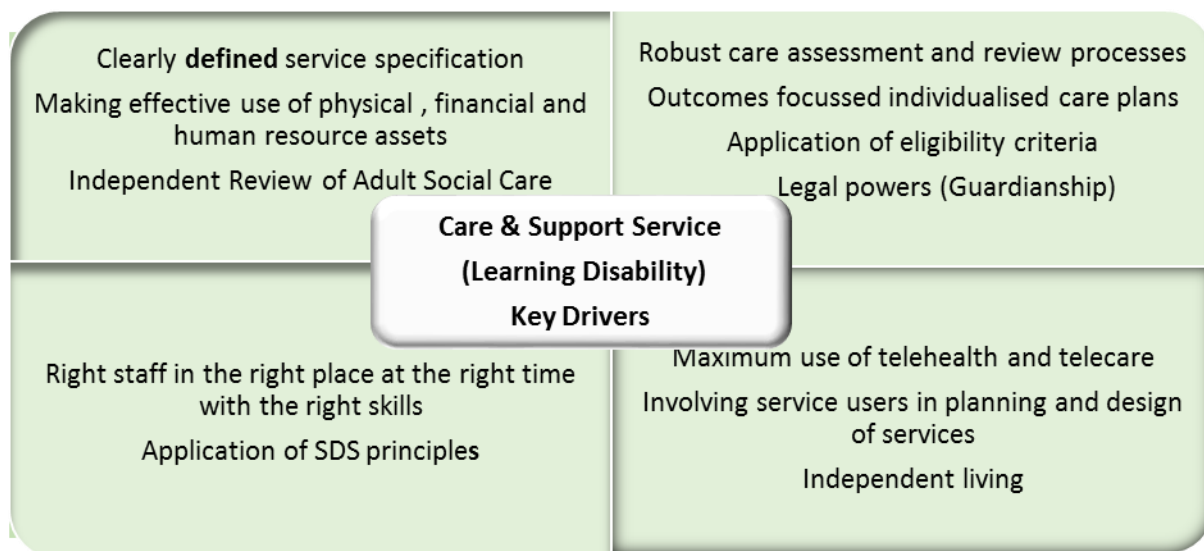 Clearly defined service specification
Making effective use of physical , financial and
human resource assets
Independent Review of Adult Social Care
Robust care assessment and review processes
Outcomes focussed individualised care plans
Application of eligibility criteria
Legal powers (Guardianship)
Care & Support Service
(Learning Disability)
Key Drivers
Right staff in the right place at the right time
with the right skills
Application of SDS principles
Maximum use of telehealth and telecare
Involving service users in planning and design
of services
Independent living